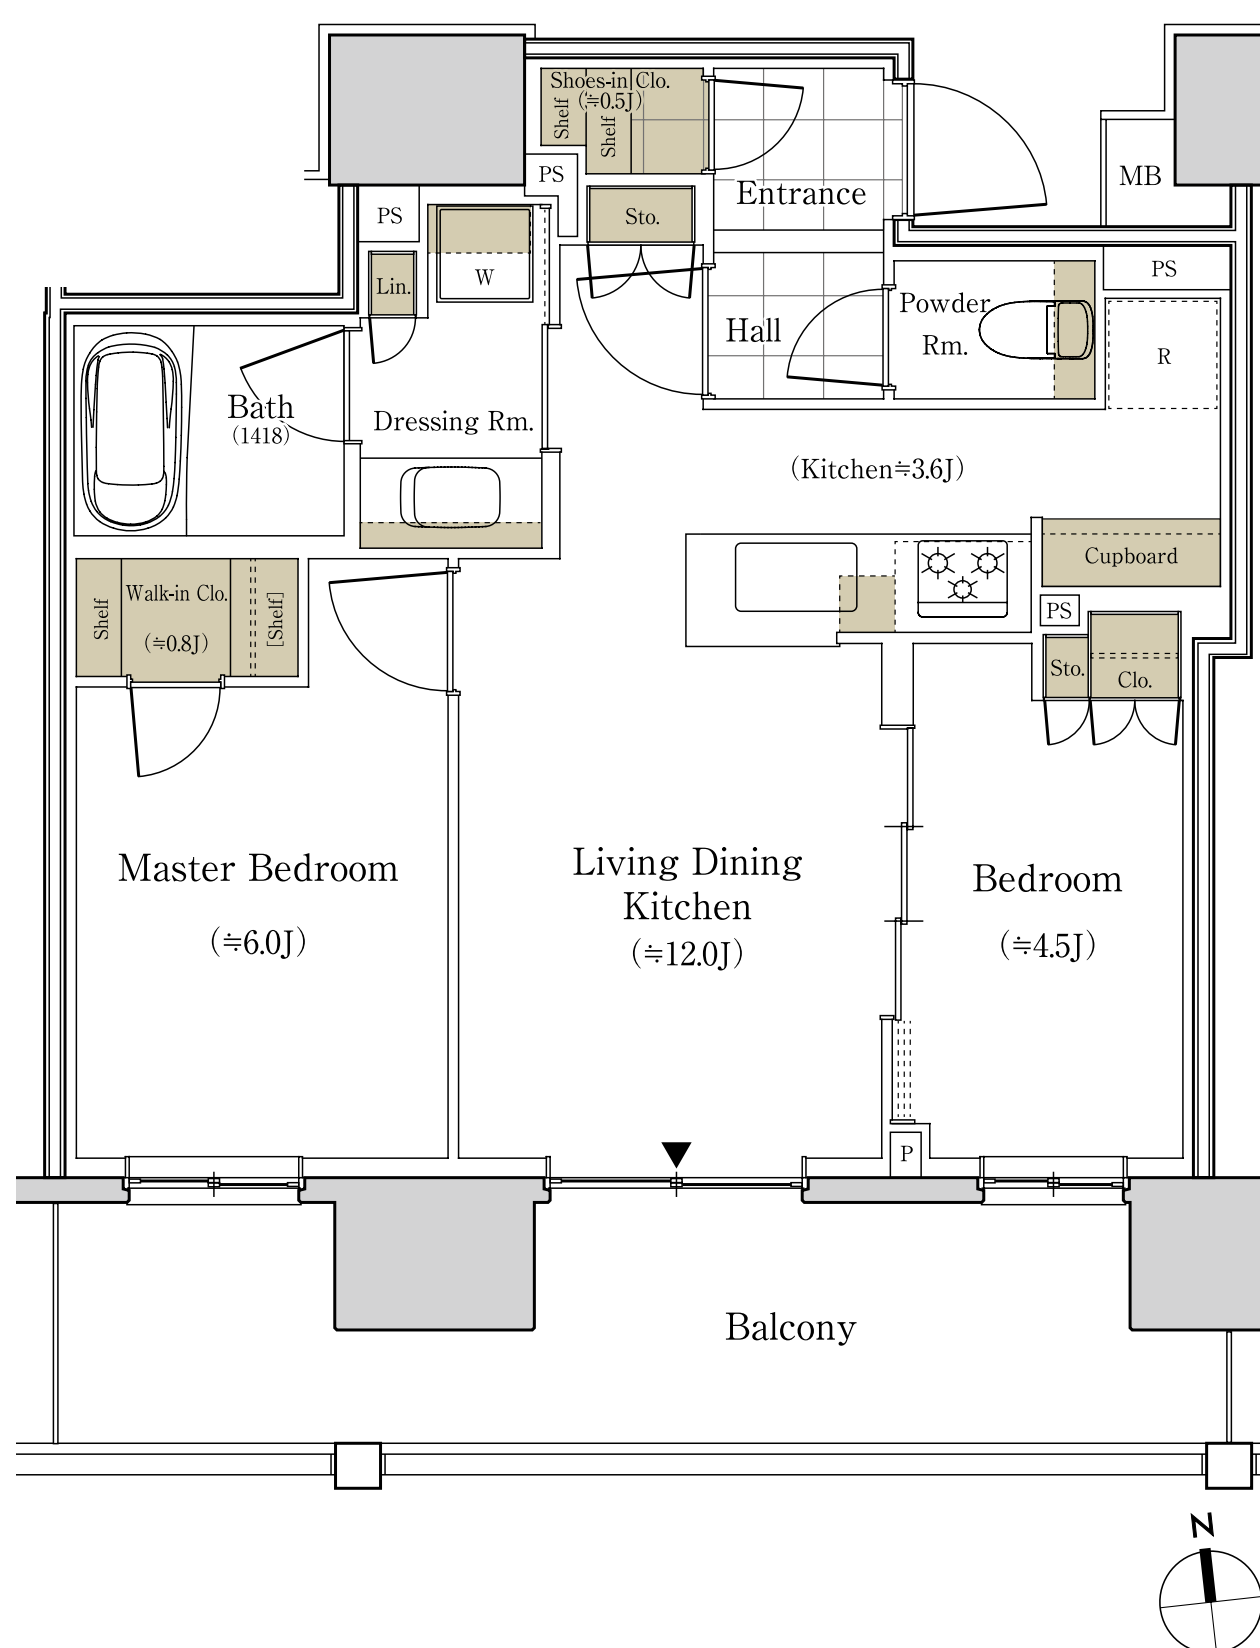 Shoes-in Clo.
(≒0.5J)
Shelf
Shelf
PS
PS
Sto.
Entrance
MB
Lin.
W
Hall
Powder
Rm.
PS
R
Bath
(1418)
Dressing Rm.
(Kitchen≒3.6J)
Cupboard
PS
Sto.
Clo.
Shelf
Walk-in Clo.
(≒0.8J)
[Shelf]
Master Bedroom
(≒6.0J)
Living Dining
Kitchen
(≒12.0J)
Bedroom
(≒4.5J)
P
Balcony
N